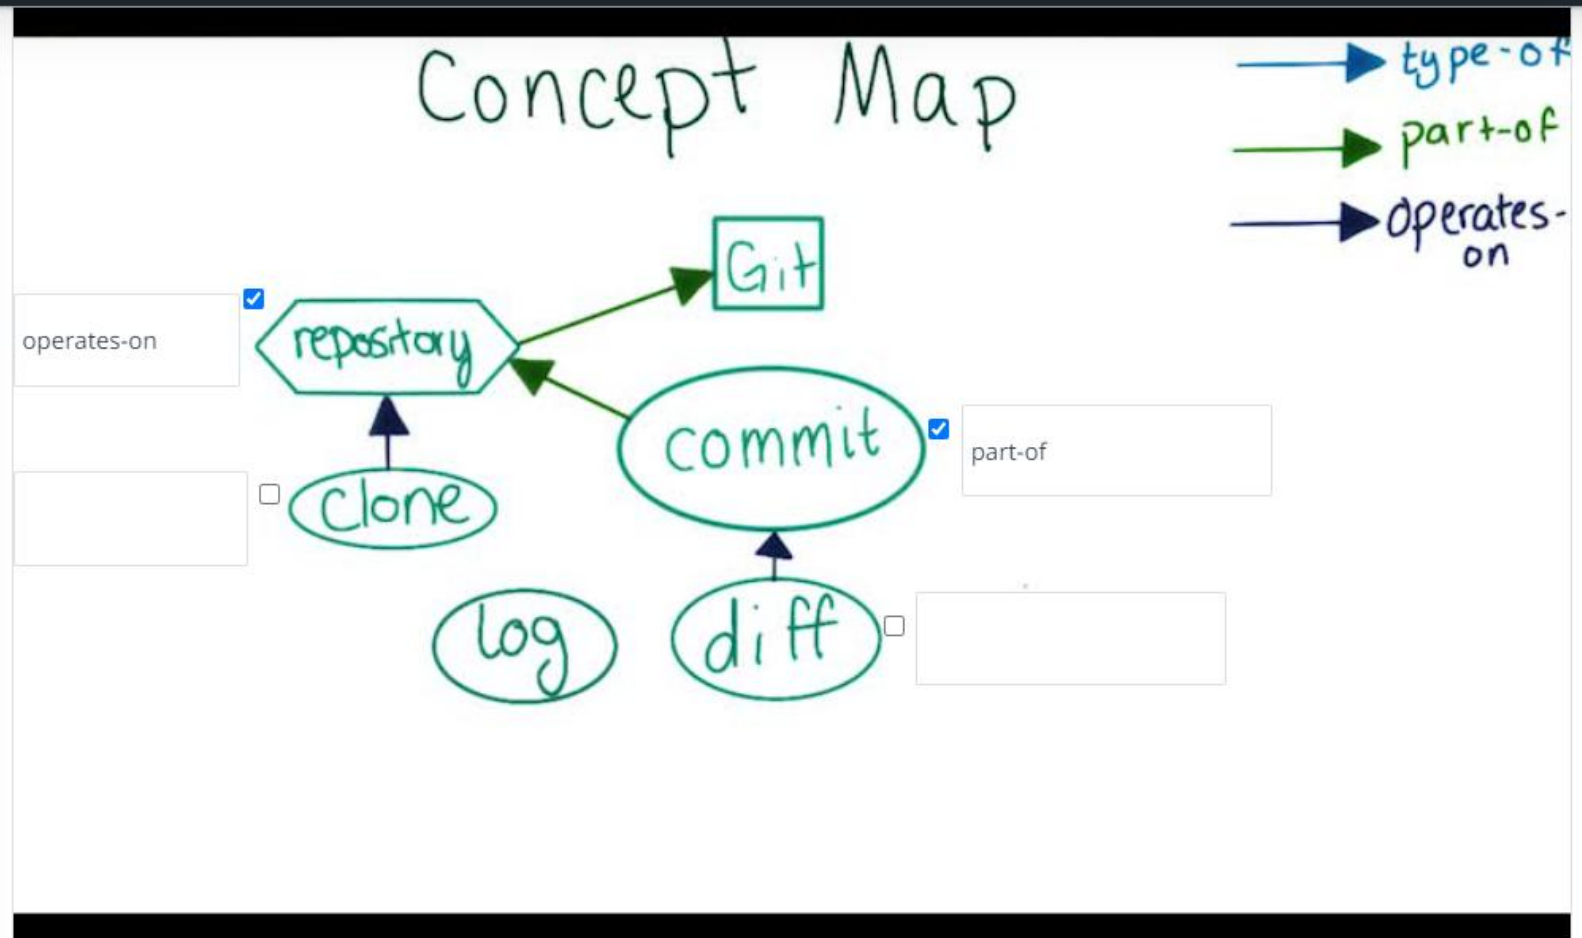 Concept Map
type-of
part-of
operates-
on
Git
repository
operates-on
commit
part-of
clone
log
diff